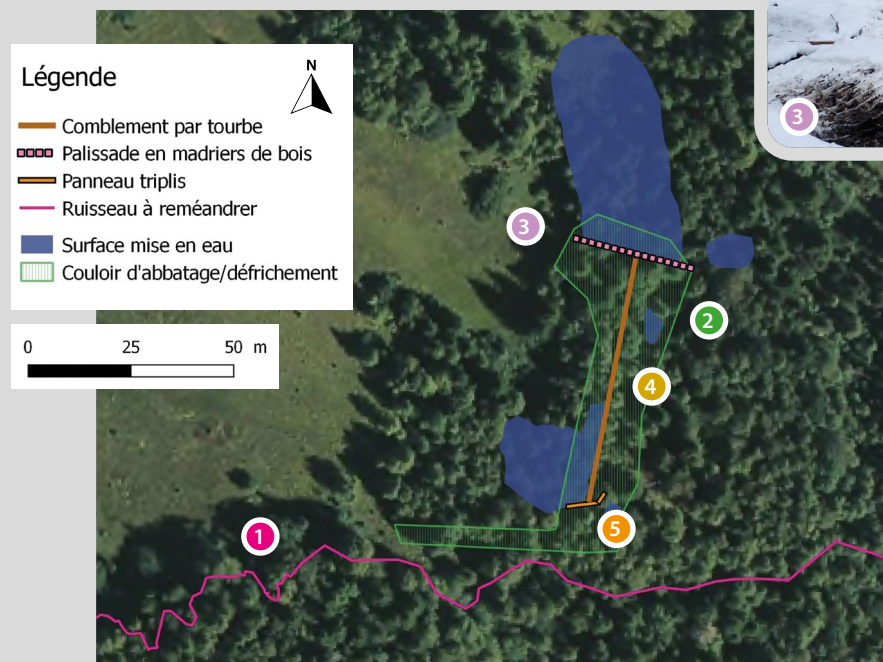 Légende
N
Comblement par tourbe
Palissade en madriers de bois
Panneau triplis
Ruisseau à reméandrer
Surface mise en eau
Couloir d'abbatage/défrichement
0 25 50 m
3
3
2
4
5
1